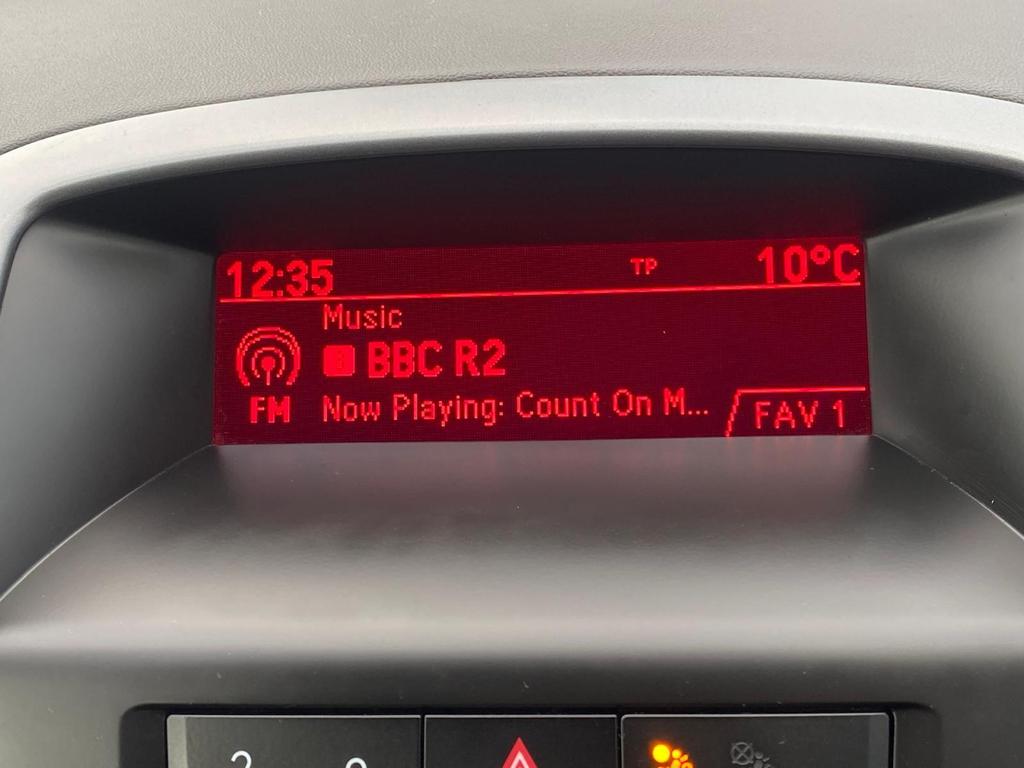 12:35 TP 10°C
Music
BBC R2
FM Now Playing: Count On M... FAV 1